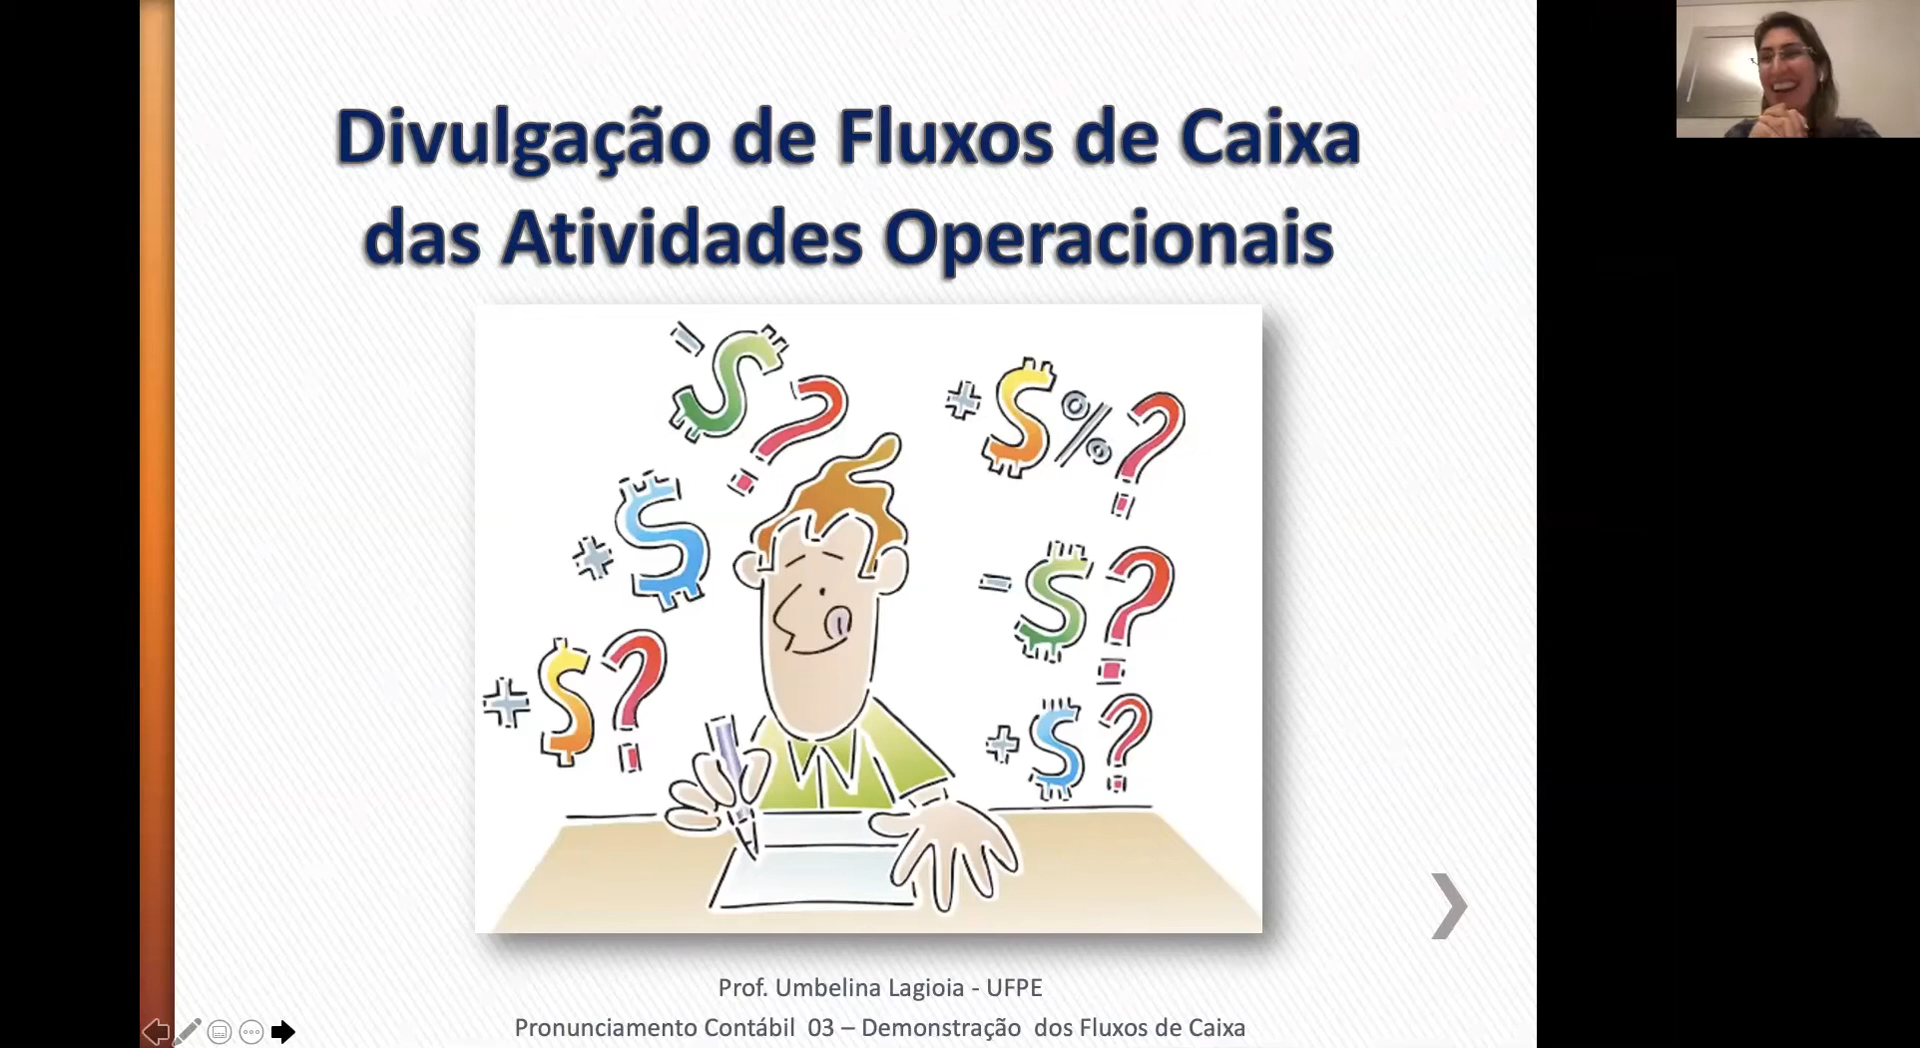 Divulgação de Fluxos de Caixa
das Atividades Operacionais
- $ ?
+ $ % ?
+ $
- $ ?
+ $ ?
+ $ ?
Prof. Umbelina Lagioia - UFPE
Pronunciamento Contábil 03 – Demonstração dos Fluxos de Caixa